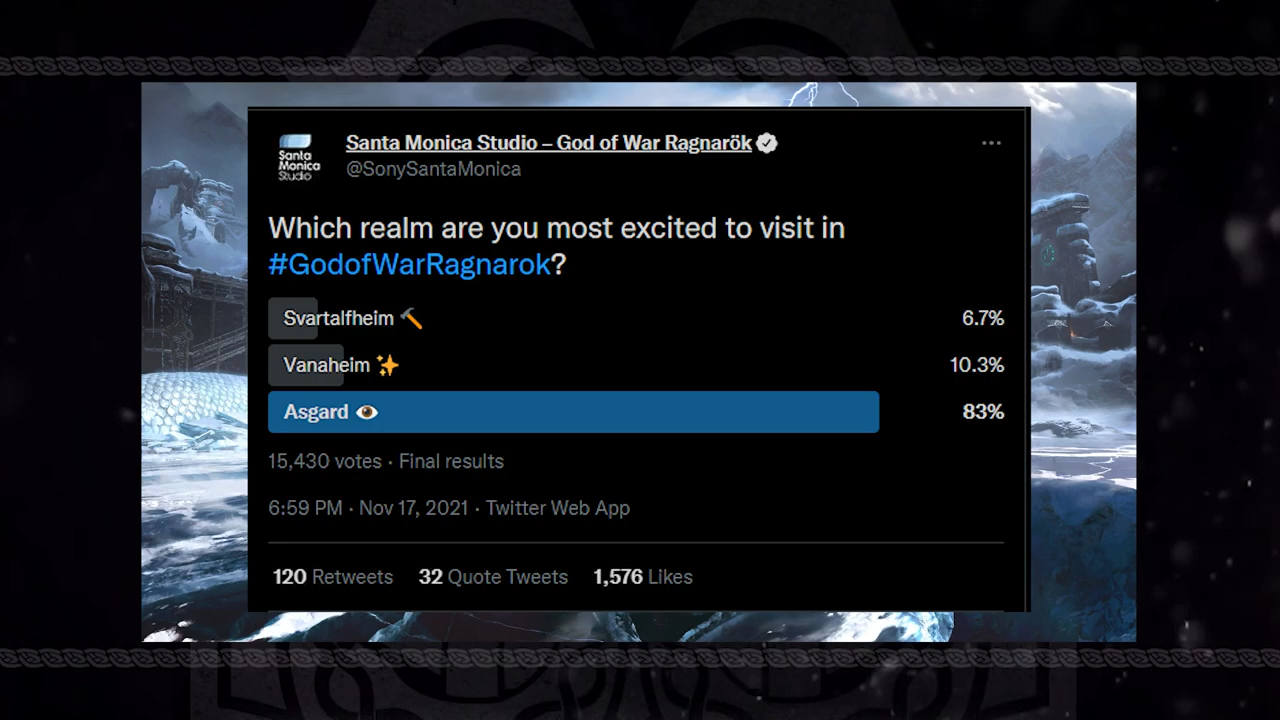 Santa Monica Studio
Santa Monica Studio – God of War Ragnarök
@SonySantaMonica
Which realm are you most excited to visit in
#GodofWarRagnarok?
Svartalfheim 🔨 6.7%
Vanaheim ✨ 10.3%
Asgard 👁️ 83%
15,430 votes · Final results
6:59 PM · Nov 17, 2021 · Twitter Web App
120 Retweets 32 Quote Tweets 1,576 Likes